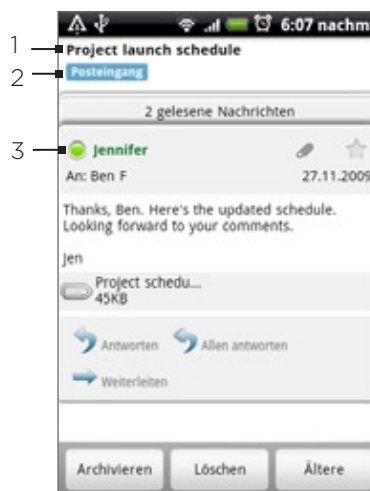 6:07 nachm
1
Project launch schedule
2
Posteingang
2 gelesene Nachrichten
3
Jennifer
An: Ben F
27.11.2009
Thanks, Ben. Here's the updated schedule.
Looking forward to your comments.
Jen
Project schedu...
45KB
Antworten
Allen antworten
Weiterleiten
Archivieren
Löschen
Ältere